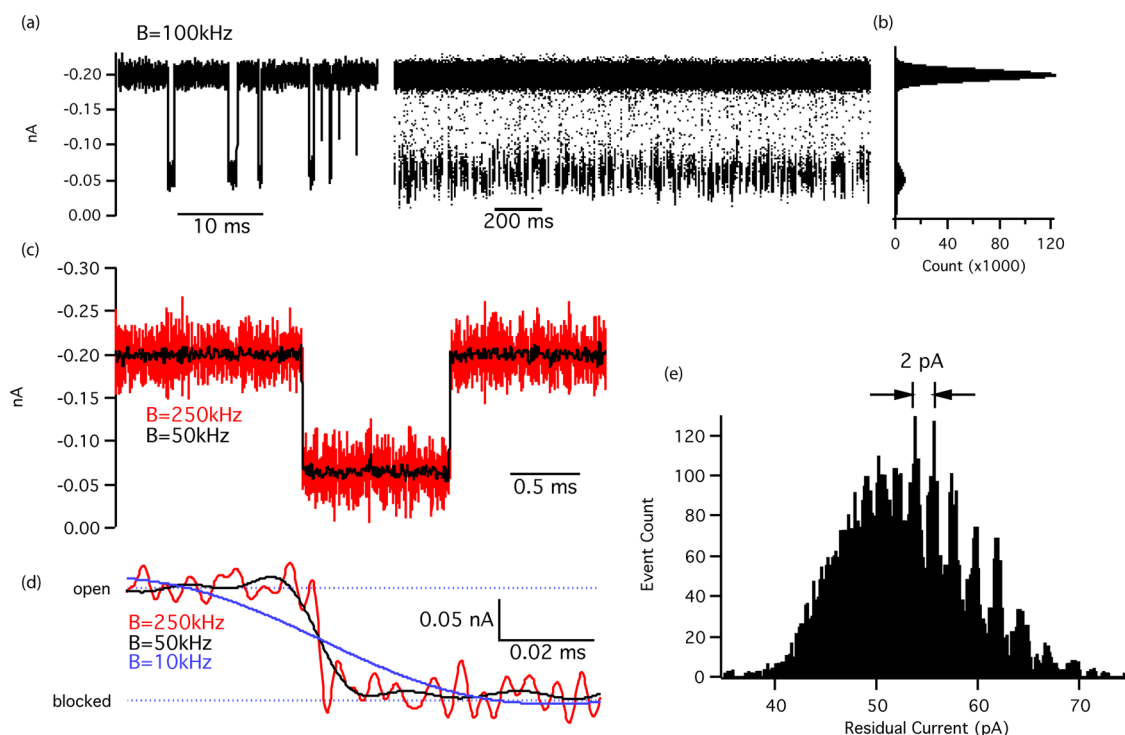 (a)
B=100kHz
-0.20
-0.15
-0.10
-0.05
0.00
nA
10 ms
200 ms
(b)
0
40
80
120
Count (x1000)
(c)
-0.30
-0.25
-0.20
-0.15
-0.10
-0.05
0.00
nA
B=250kHz
B=50kHz
0.5 ms
(d)
open
B=250kHz
B=50kHz
B=10kHz
blocked
0.05 nA
0.02 ms
(e)
2 pA
120
100
80
60
40
20
0
Event Count
40
50
60
70
Residual Current (pA)